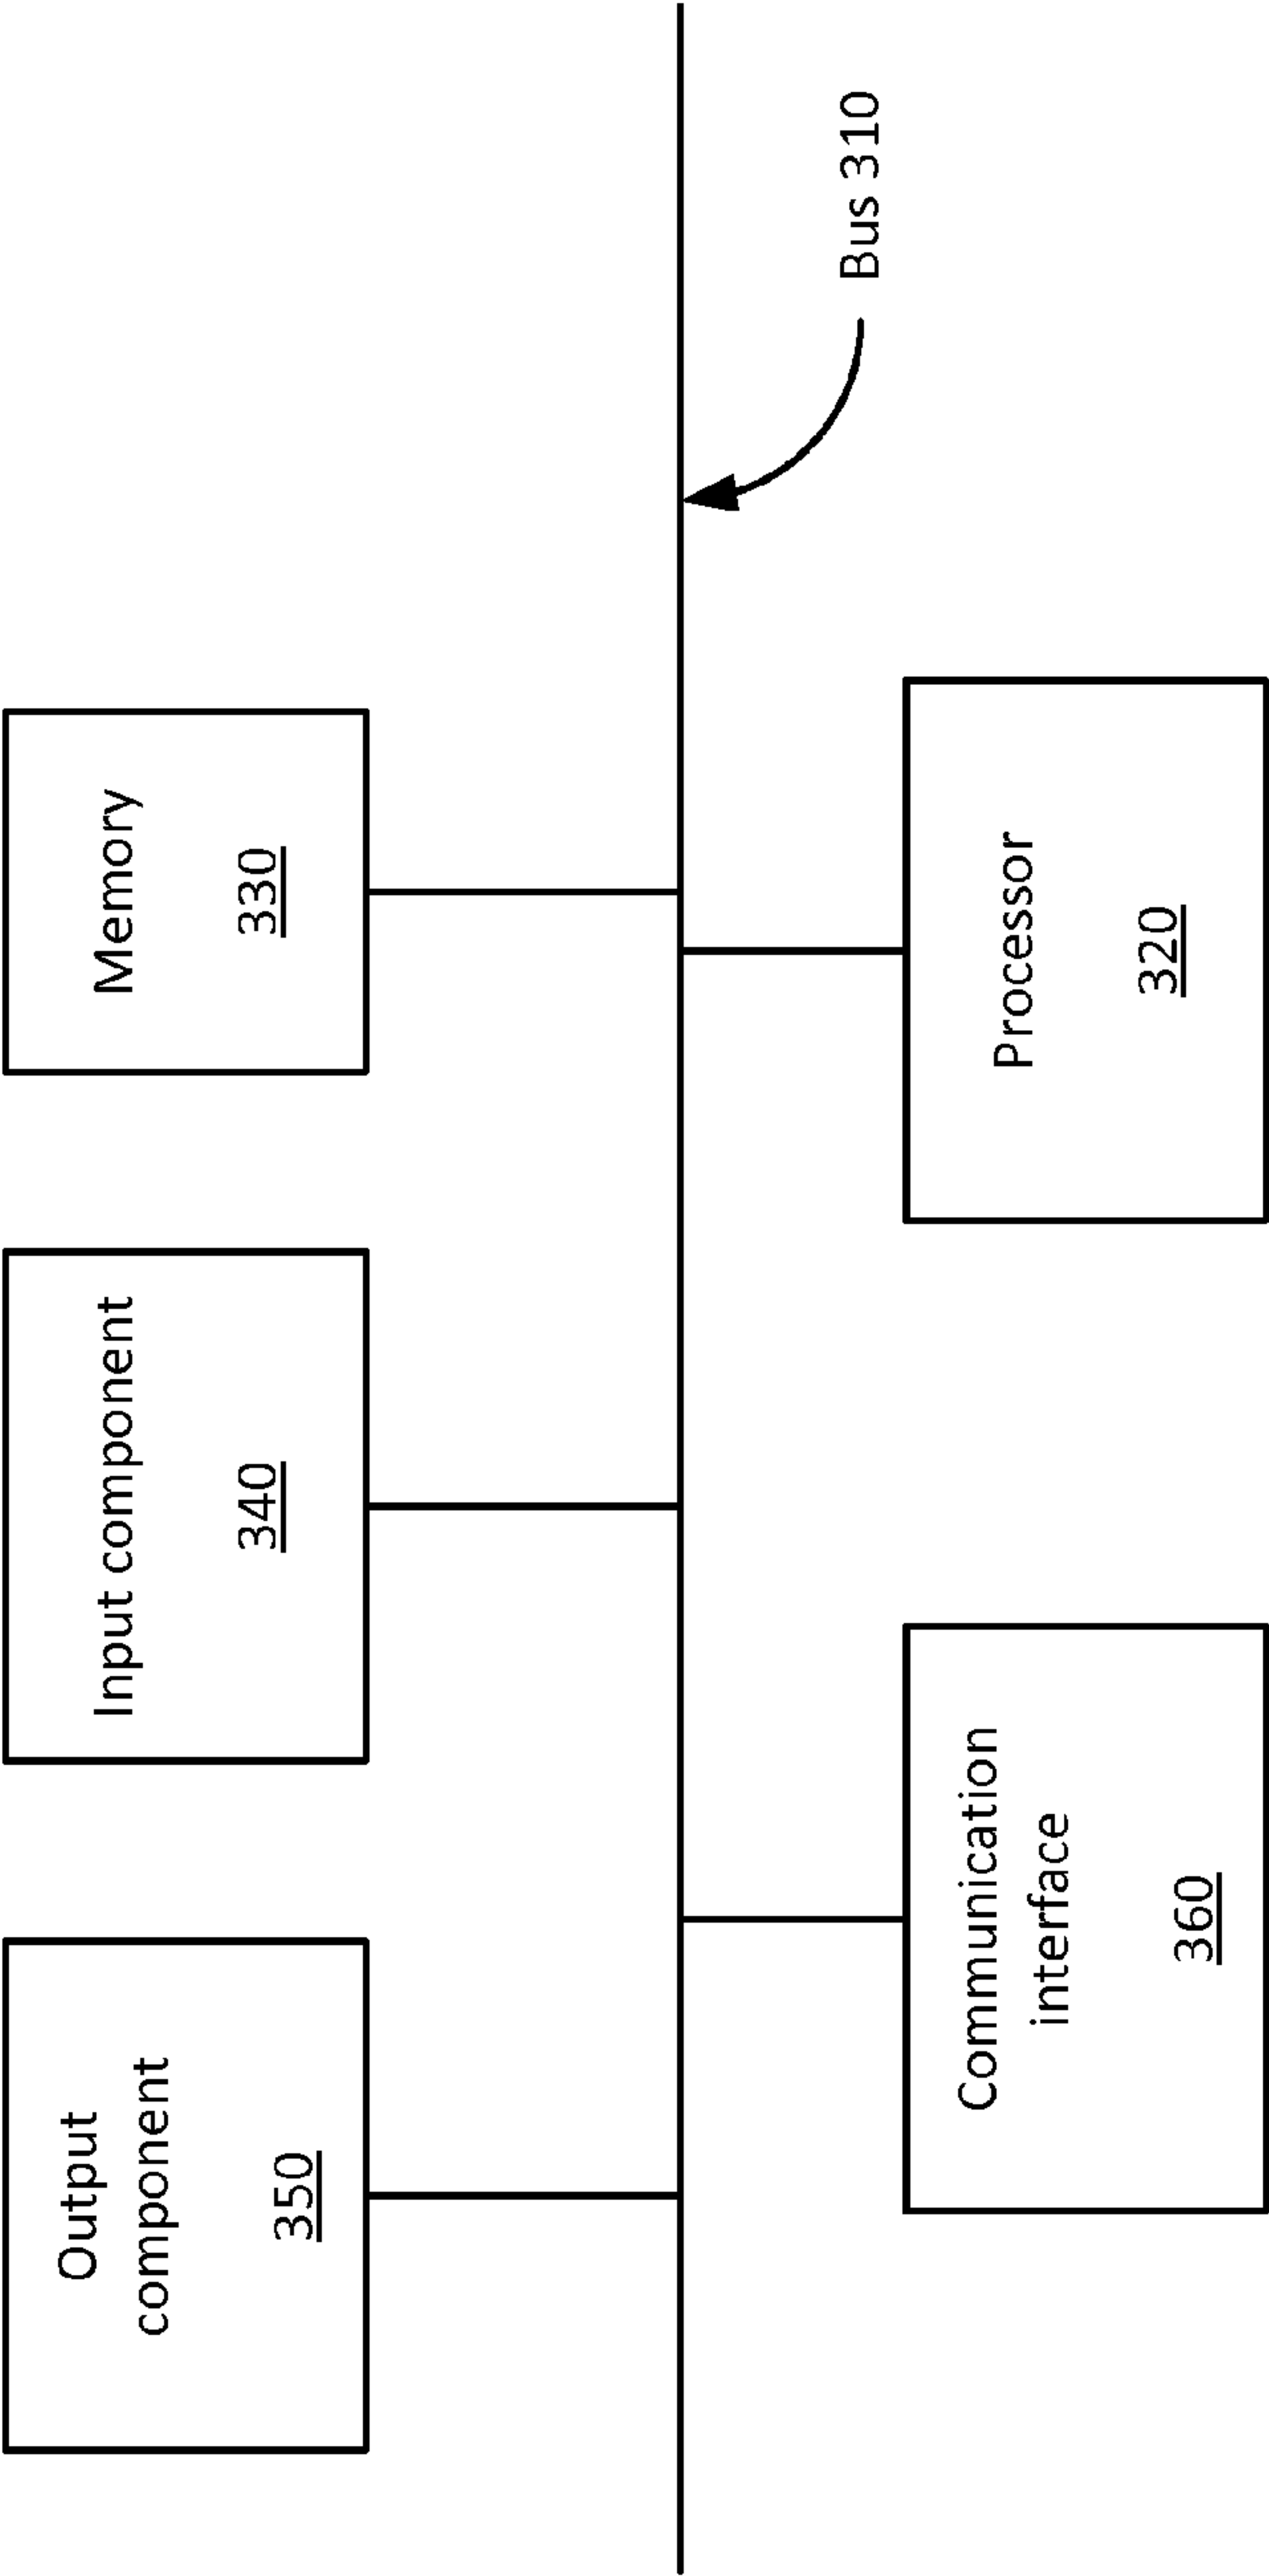 Output
component
350
Input component
340
Memory
330
Bus 310
Communication
interface
360
Processor
320